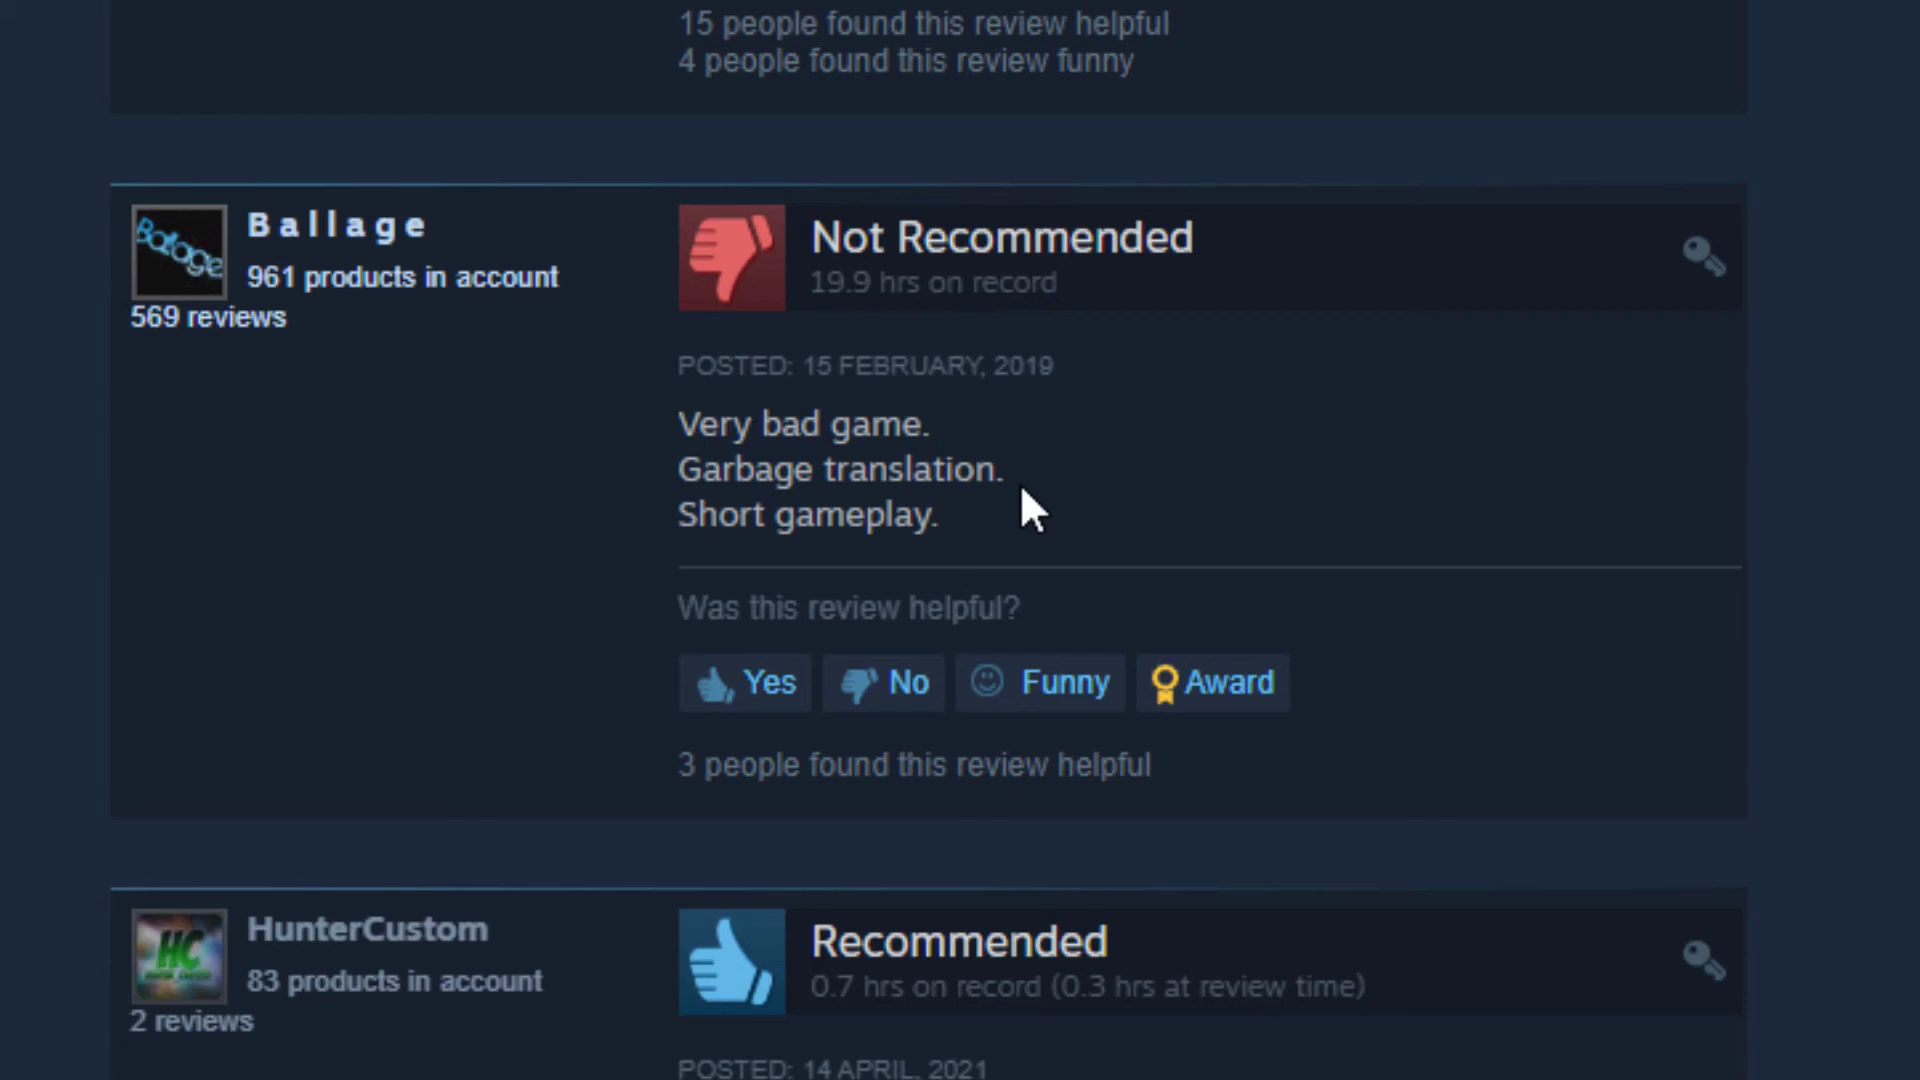 15 people found this review helpful
4 people found this review funny
Ballage
Ballage
961 products in account
569 reviews
Not Recommended
19.9 hrs on record
POSTED: 15 FEBRUARY, 2019
Very bad game.
Garbage translation.
Short gameplay.
Was this review helpful?
Yes
No
Funny
Award
3 people found this review helpful
HC
HunterCustom
83 products in account
2 reviews
Recommended
0.7 hrs on record (0.3 hrs at review time)
POSTED: 14 APRIL, 2021